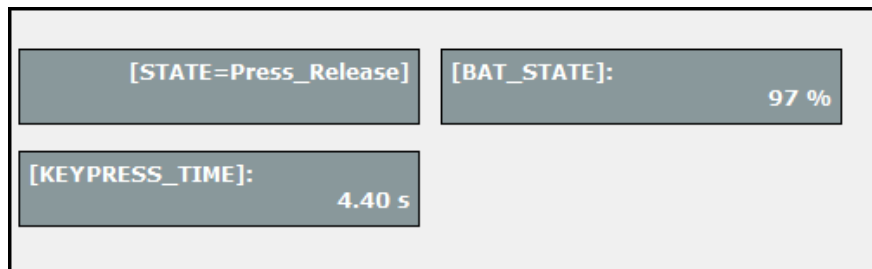 [STATE=Press_Release]
[BAT_STATE]:
97 %
[KEYPRESS_TIME]:
4.40 s